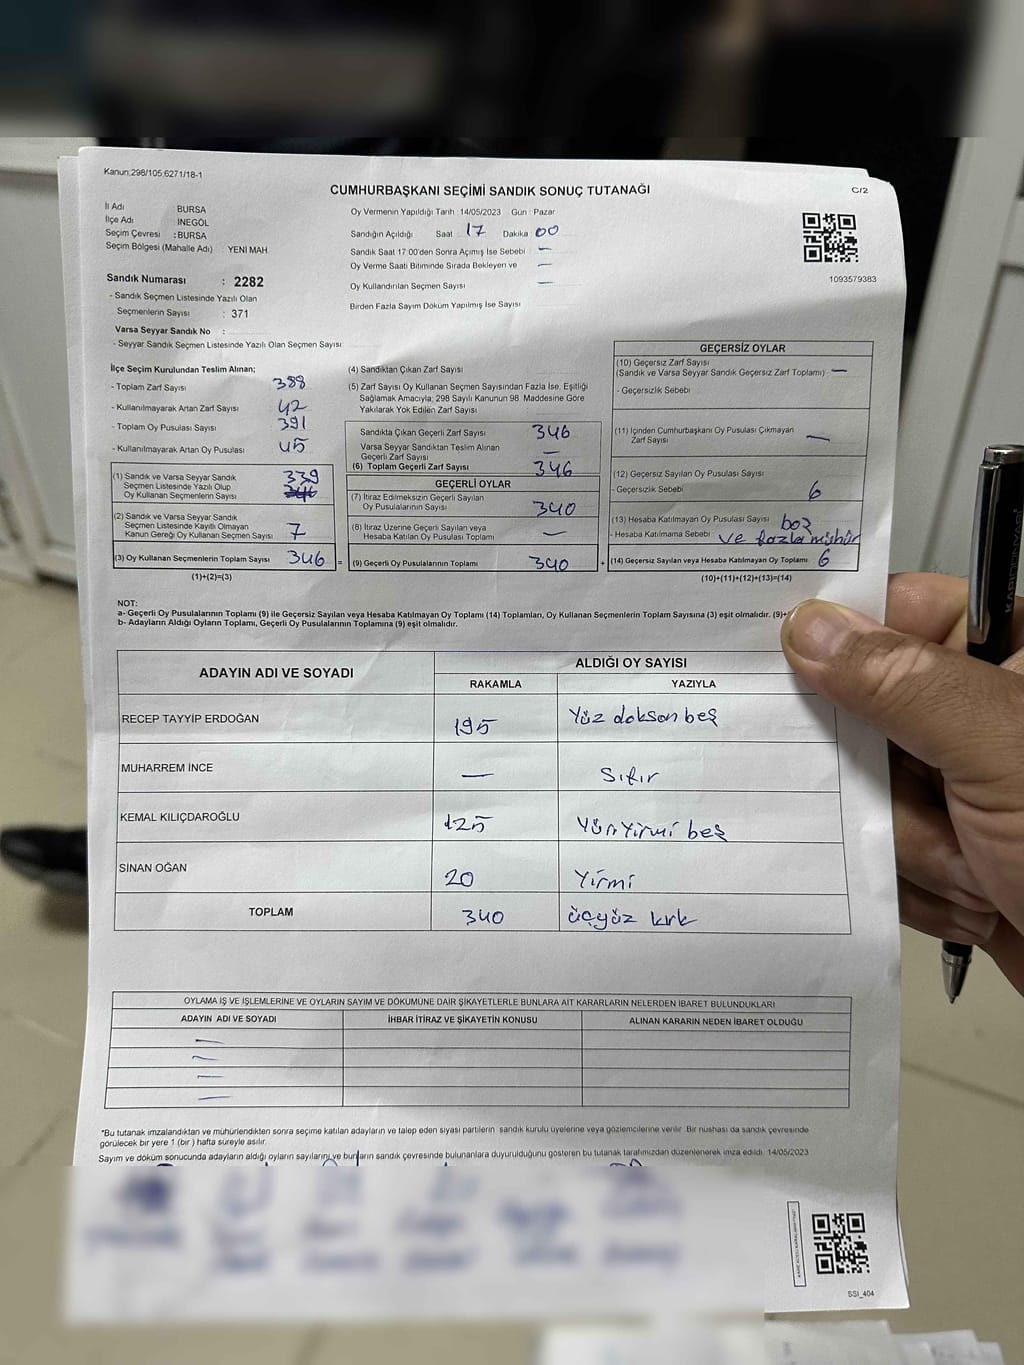 Kanun:298/105,6271/18-1
CUMHURBAŞKANI SEÇİMİ SANDIK SONUÇ TUTANAĞI
C/2
İl Adı : BURSA
İlçe Adı : İNEGÖL
Seçim Çevresi : BURSA
Seçim Bölgesi (Mahalle Adı) YENİ MAH.
Oy Vermenin Yapıldığı Tarih :14/05/2023 Gün : Pazar
Sandığın Açıldığı Saat : 17 Dakika : 00
Sandık Saat 17:00'den Sonra Açılmış İse Sebebi : —
Oy Verme Saati Bitiminde Sırada Bekleyen ve —
Oy Kullandırılan Seçmen Sayısı : —
Birden Fazla Sayım Döküm Yapılmış İse Sayısı
1093579383
Sandık Numarası : 2282
- Sandık Seçmen Listesinde Yazılı Olan
Seçmenlerin Sayısı : 371
Varsa Seyyar Sandık No :
- Seyyar Sandık Seçmen Listesinde Yazılı Olan Seçmen Sayısı:
İlçe Seçim Kurulundan Teslim Alınan;
- Toplam Zarf Sayısı 388
- Kullanılmayarak Artan Zarf Sayısı 42
- Toplam Oy Pusulası Sayısı 391
- Kullanılmayarak Artan Oy Pusulası 45
(1) Sandık ve Varsa Seyyar Sandık
Seçmen Listesinde Yazılı Olup
Oy Kullanan Seçmenlerin Sayısı 339
(2) Sandık ve Varsa Seyyar Sandık
Seçmen Listesinde Kayıtlı Olmayan
Kanun Gereği Oy Kullanan Seçmen Sayısı 7
(3) Oy Kullanan Seçmenlerin Toplam Sayısı 346 =
(1)+(2)=(3)
(4) Sandıktan Çıkan Zarf Sayısı
(5) Zarf Sayısı Oy Kullanan Seçmen Sayısından Fazla İse, Eşitliği
Sağlamak Amacıyla; 298 Sayılı Kanunun 98. Maddesine Göre
Yakılarak Yok Edilen Zarf Sayısı
Sandıkta Çıkan Geçerli Zarf Sayısı 346
Varsa Seyyar Sandıktan Teslim Alınan
Geçerli Zarf Sayısı —
(6) Toplam Geçerli Zarf Sayısı 346
GEÇERLİ OYLAR
(7) İtiraz Edilmeksizin Geçerli Sayılan
Oy Pusulalarının Sayısı 340
(8) İtiraz Üzerine Geçerli Sayılan veya
Hesaba Katılan Oy Pusulası Toplamı —
(9) Geçerli Oy Pusulalarının Toplamı 340 +
GEÇERSİZ OYLAR
(10) Geçersiz Zarf Sayısı
(Sandık ve Varsa Seyyar Sandık Geçersiz Zarf Toplamı) —
- Geçersizlik Sebebi
(11) İçinden Cumhurbaşkanı Oy Pusulası Çıkmayan
Zarf Sayısı —
(12) Geçersiz Sayılan Oy Pusulası Sayısı
- Geçersizlik Sebebi 6
(13) Hesaba Katılmayan Oy Pusulası Sayısı boş
- Hesaba Katılmama Sebebi ve fazla mühür
(14) Geçersiz Sayılan veya Hesaba Katılmayan Oy Toplamı 6
(10)+(11)+(12)+(13)=(14)
NOT:
a- Geçerli Oy Pusulalarının Toplamı (9) ile Geçersiz Sayılan veya Hesaba Katılmayan Oy Toplamı (14) Toplamları, Oy Kullanan Seçmenlerin Toplam Sayısına (3) eşit olmalıdır. (9)+
b- Adayların Aldığı Oyların Toplamı, Geçerli Oy Pusulalarının Toplamına (9) eşit olmalıdır.
ADAYIN ADI VE SOYADI
ALDIĞI OY SAYISI
RAKAMLA YAZIYLA
RECEP TAYYİP ERDOĞAN 195 Yüz doksan beş
MUHARREM İNCE — Sıfır
KEMAL KILIÇDAROĞLU 125 Yüz Yirmi beş
SİNAN OĞAN 20 Yirmi
TOPLAM 340 üçyüz kırk
OYLAMA İŞ VE İŞLEMLERİNE VE OYLARIN SAYIM VE DÖKÜMÜNE DAİR ŞİKAYETLERLE BUNLARA AİT KARARLARIN NELERDEN İBARET BULUNDUKLARI
ADAYIN ADI VE SOYADI İHBAR İTİRAZ VE ŞİKAYETİN KONUSU ALINAN KARARIN NEDEN İBARET OLDUĞU
—
—
—
—
*Bu tutanak imzalandıktan ve mühürlendikten sonra seçime katılan adayların ve talep eden siyasi partilerin sandık kurulu üyelerine veya gözlemcilerine verilir. Bir nüshası da sandık çevresinde
görülecek bir yere 1 (bir) hafta süreyle asılır.
Sayım ve döküm sonucunda adayların aldığı oyların sayılarını ve bunların sandık çevresinde bulunanlara duyurulduğunu gösteren bu tutanak tarafımızdan düzenlenerek imza edildi. 14/05/2023
SSI_404